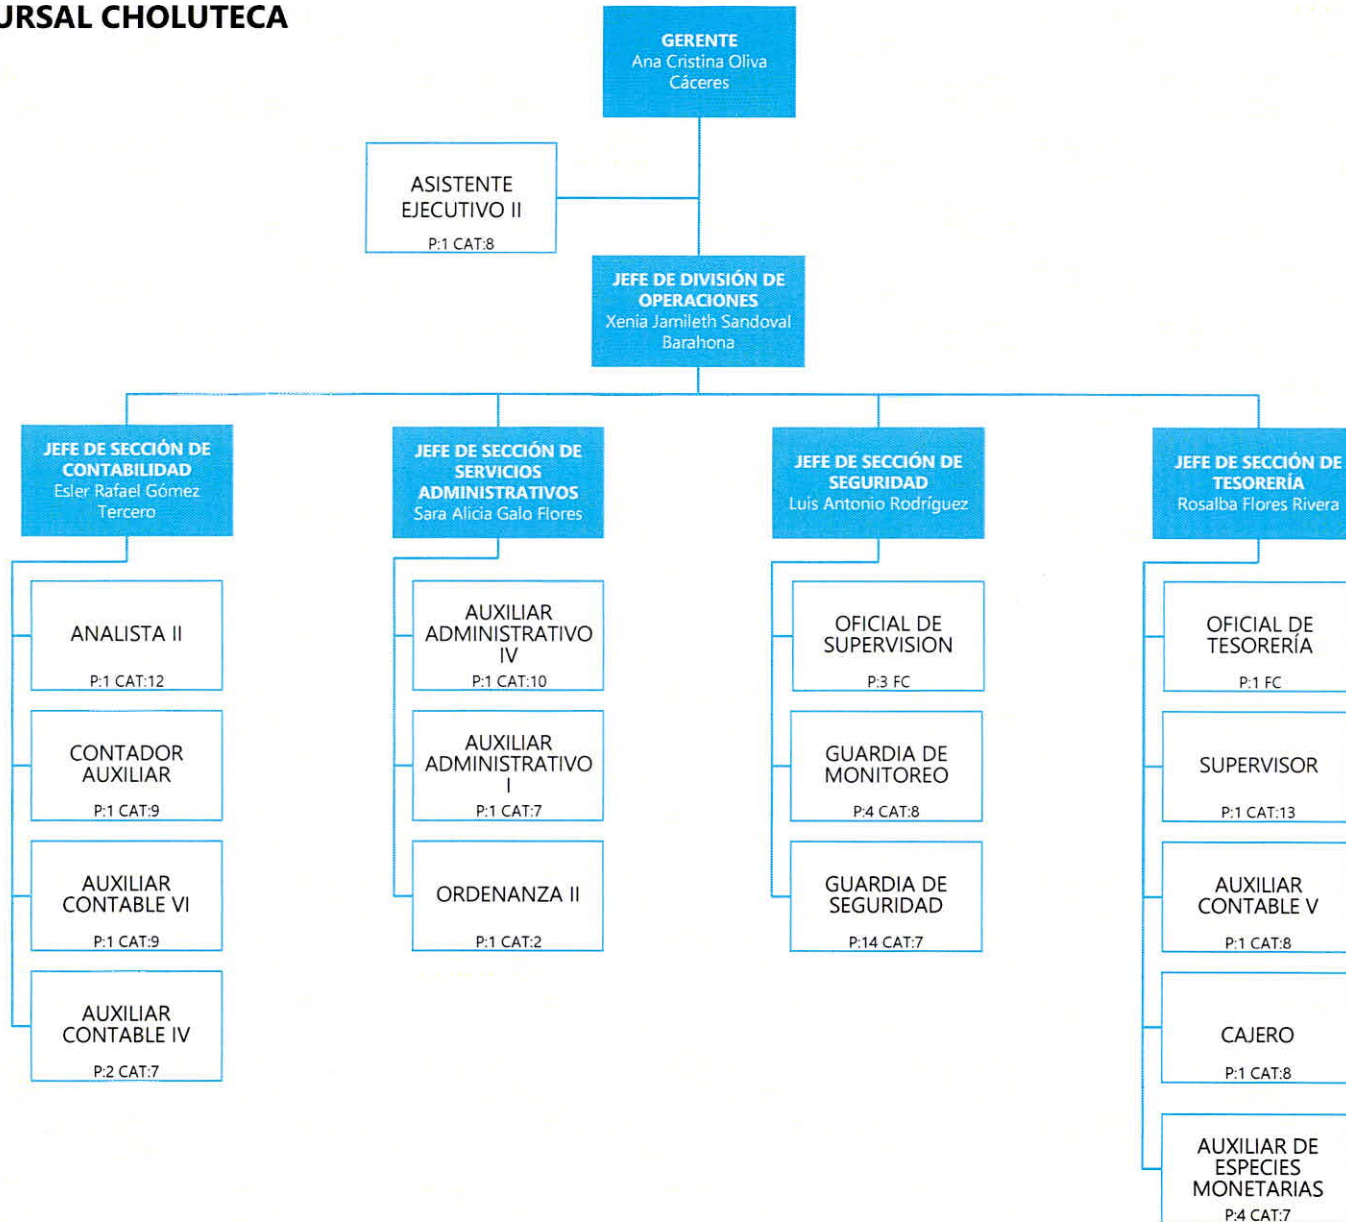 URSAL CHOLUTECA
GERENTE
Ana Cristina Oliva
Cáceres
ASISTENTE
EJECUTIVO II
P:1 CAT:8
JEFE DE DIVISIÓN DE
OPERACIONES
Xenia Jamileth Sandoval
Barahona
JEFE DE SECCIÓN DE
CONTABILIDAD
Esler Rafael Gómez
Tercero
ANALISTA II
P:1 CAT:12
CONTADOR
AUXILIAR
P:1 CAT:9
AUXILIAR
CONTABLE VI
P:1 CAT:9
AUXILIAR
CONTABLE IV
P:2 CAT:7
JEFE DE SECCIÓN DE
SERVICIOS
ADMINISTRATIVOS
Sara Alicia Galo Flores
AUXILIAR
ADMINISTRATIVO
IV
P:1 CAT:10
AUXILIAR
ADMINISTRATIVO
I
P:1 CAT:7
ORDENANZA II
P:1 CAT:2
JEFE DE SECCIÓN DE
SEGURIDAD
Luis Antonio Rodríguez
OFICIAL DE
SUPERVISION
P:3 FC
GUARDIA DE
MONITOREO
P:4 CAT:8
GUARDIA DE
SEGURIDAD
P:14 CAT:7
JEFE DE SECCIÓN DE
TESORERÍA
Rosalba Flores Rivera
OFICIAL DE
TESORERÍA
P:1 FC
SUPERVISOR
P:1 CAT:13
AUXILIAR
CONTABLE V
P:1 CAT:8
CAJERO
P:1 CAT:8
AUXILIAR DE
ESPECIES
MONETARIAS
P:4 CAT:7